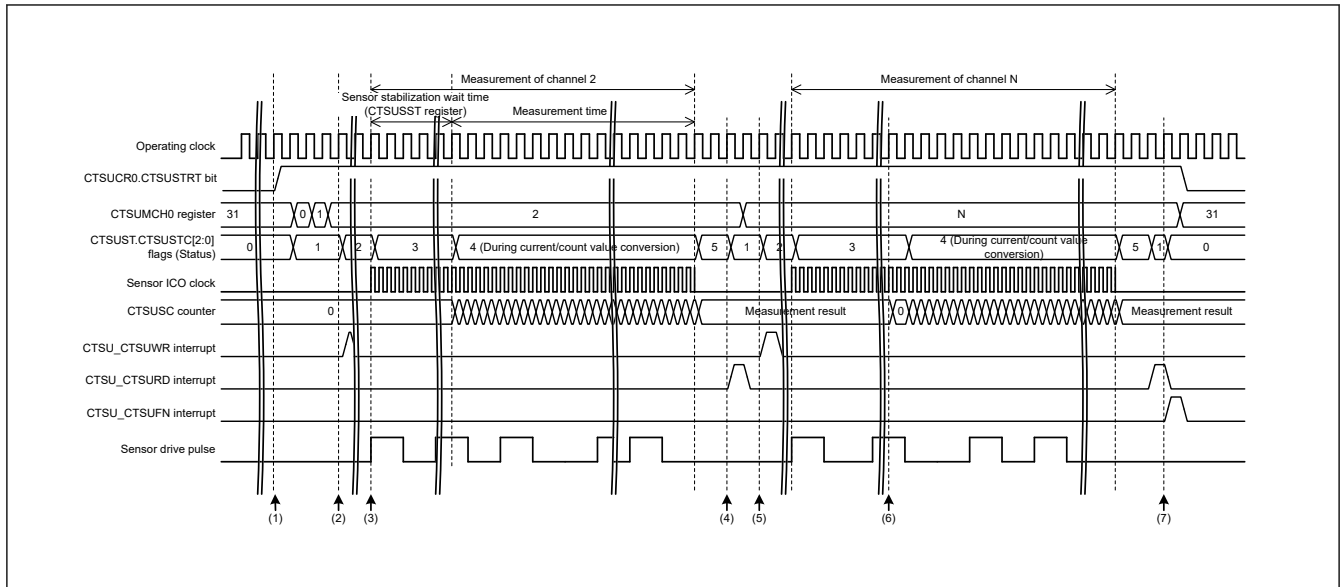 Measurement of channel 2 Measurement of channel N
Sensor stabilization wait time
(CTSUSST register) Measurement time
Operating clock
CTSUCR0.CTSUSTRT bit
CTSUMCH0 register 31 0 1 2 N 31
CTSUST.CTSUSTC[2:0]
flags (Status) 0 1 2 3 4 (During current/count value conversion) 5 1 2 3 4 (During current/count value
conversion) 5 1 0
Sensor ICO clock
CTSUSC counter 0 Measurement result 0 Measurement result
CTSU_CTSUWR interrupt
CTSU_CTSURD interrupt
CTSU_CTSUFN interrupt
Sensor drive pulse
(1) (2) (3) (4) (5) (6) (7)